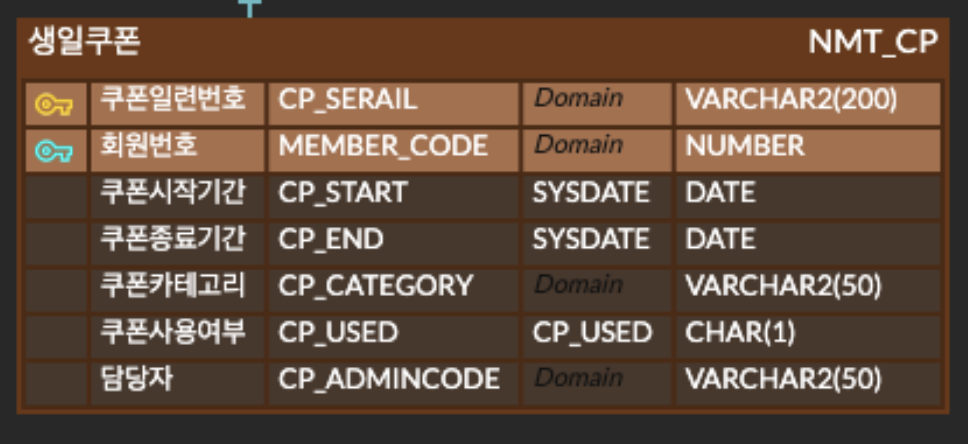 생일쿠폰 NMT_CP
쿠폰일련번호 CP_SERAIL Domain VARCHAR2(200)
회원번호 MEMBER_CODE Domain NUMBER
쿠폰시작기간 CP_START SYSDATE DATE
쿠폰종료기간 CP_END SYSDATE DATE
쿠폰카테고리 CP_CATEGORY Domain VARCHAR2(50)
쿠폰사용여부 CP_USED CP_USED CHAR(1)
담당자 CP_ADMINCODE Domain VARCHAR2(50)